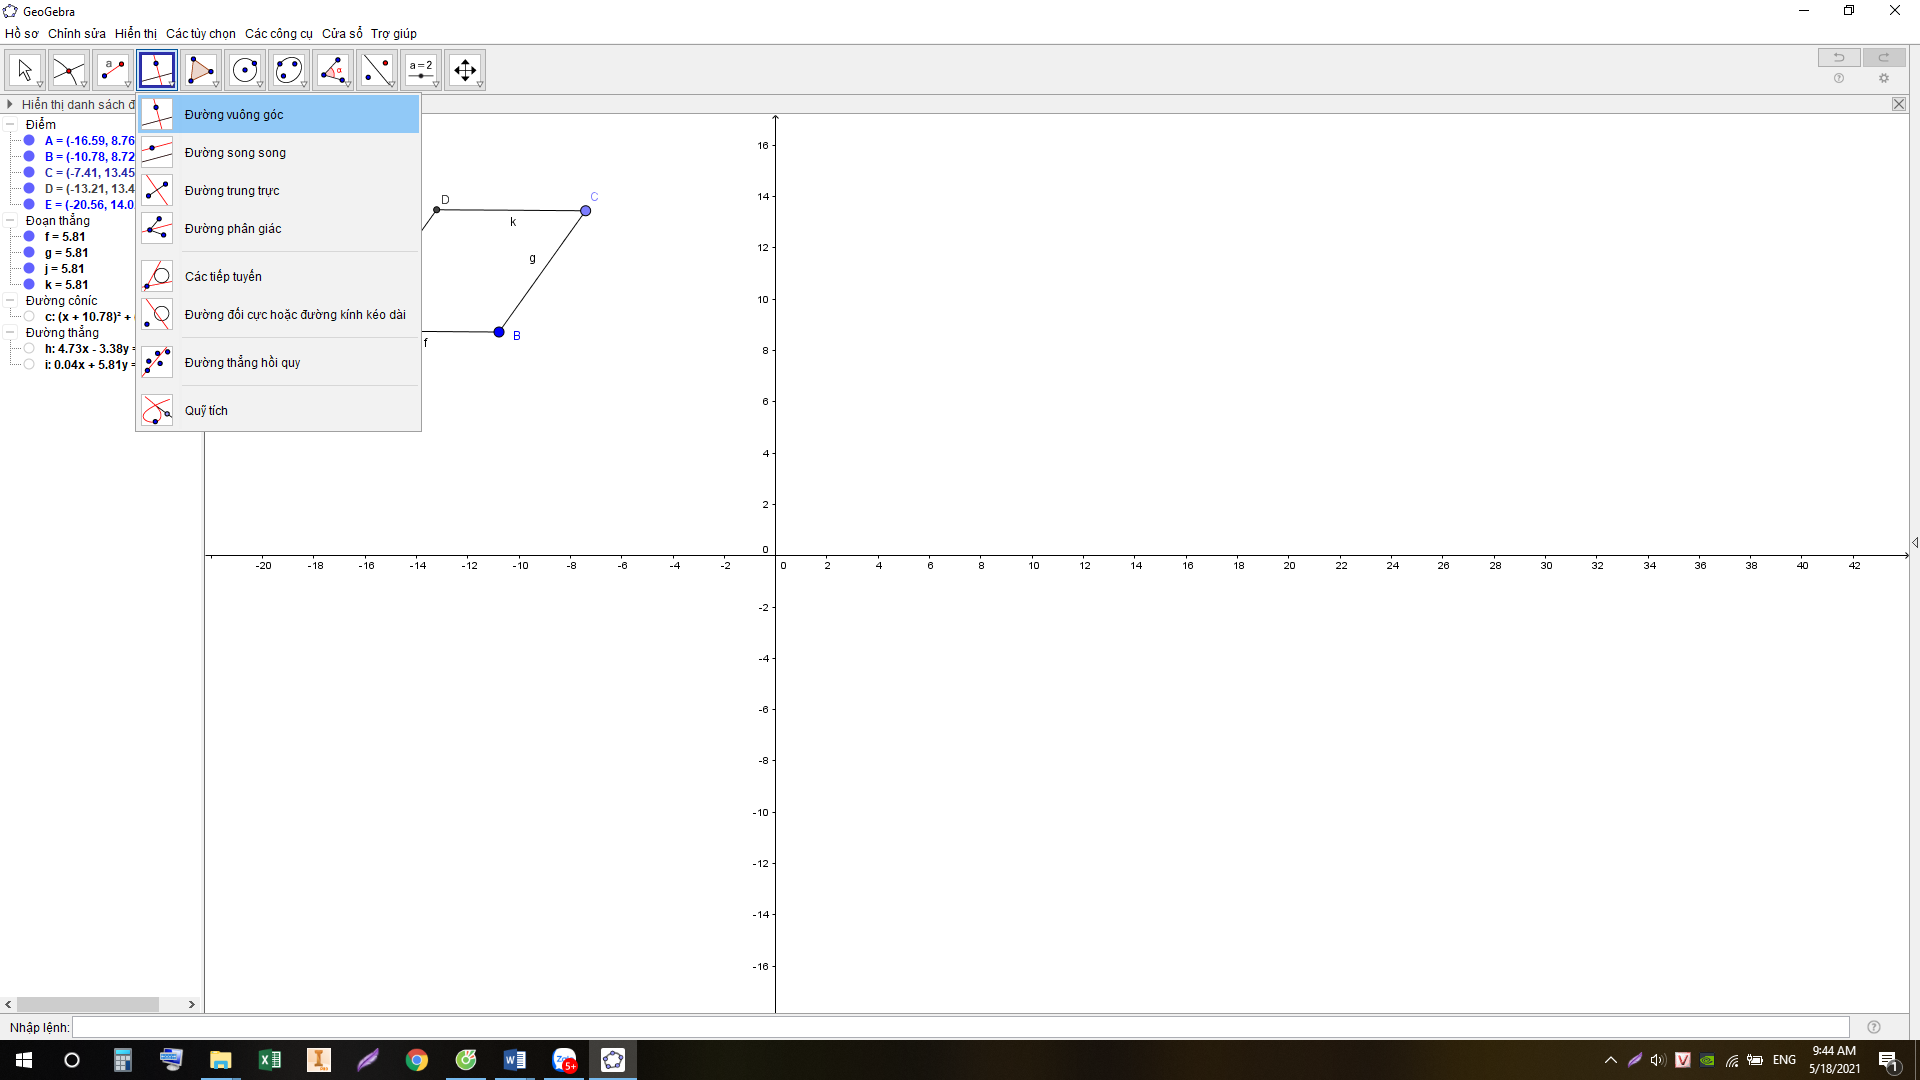 GeoGebra
Hồ sơ Chỉnh sửa Hiển thị Các tùy chọn Các công cụ Cửa sổ Trợ giúp
a
α
a = 2
Hiển thị danh sách đ
Điểm
A = (-16.59, 8.76
B = (-10.78, 8.72
C = (-7.41, 13.45
D = (-13.21, 13.4
E = (-20.56, 14.0
Đoạn thẳng
f = 5.81
g = 5.81
j = 5.81
k = 5.81
Đường côníc
c: (x + 10.78)² +
Đường thẳng
h: 4.73x - 3.38y =
i: 0.04x + 5.81y =
Đường vuông góc
Đường song song
Đường trung trực
Đường phân giác
Các tiếp tuyến
Đường đối cực hoặc đường kính kéo dài
Đường thẳng hồi quy
Quỹ tích
D
C
k
g
B
f
16
14
12
10
8
6
4
2
0
-20 -18 -16 -14 -12 -10 -8 -6 -4 -2 0 2 4 6 8 10 12 14 16 18 20 22 24 26 28 30 32 34 36 38 40 42
-2
-4
-6
-8
-10
-12
-14
-16
Nhập lệnh:
5+
ENG
9:44 AM
5/18/2021
1